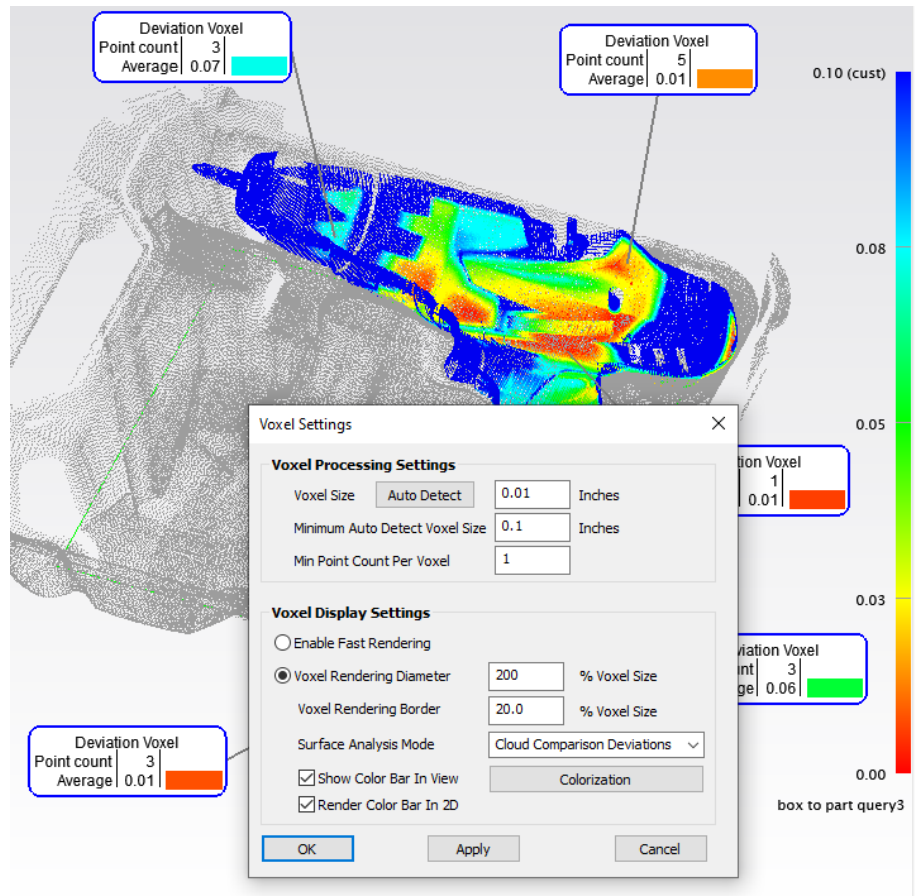 Deviation Voxel
Point count 3
Average 0.07
Deviation Voxel
Point count 5
Average 0.01
0.10 (cust)
0.08
0.05
0.03
0.00
box to part query3
Voxel Settings
Voxel Processing Settings
Voxel Size Auto Detect 0.01 Inches
Minimum Auto Detect Voxel Size 0.1 Inches
Min Point Count Per Voxel 1
Voxel Display Settings
Enable Fast Rendering
Voxel Rendering Diameter 200 % Voxel Size
Voxel Rendering Border 20.0 % Voxel Size
Surface Analysis Mode Cloud Comparison Deviations
Show Color Bar In View Colorization
Render Color Bar In 2D
OK Apply Cancel
Voxel
1
0.01
Voxel
3
0.06
Deviation Voxel
Point count 3
Average 0.01